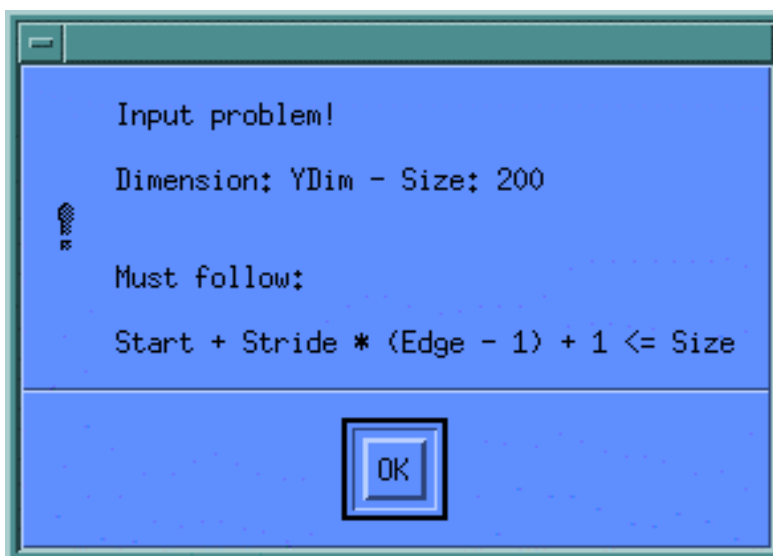 Input problem!
Dimension: YDim - Size: 200
Must follow:
Start + Stride * (Edge - 1) + 1 <= Size
OK